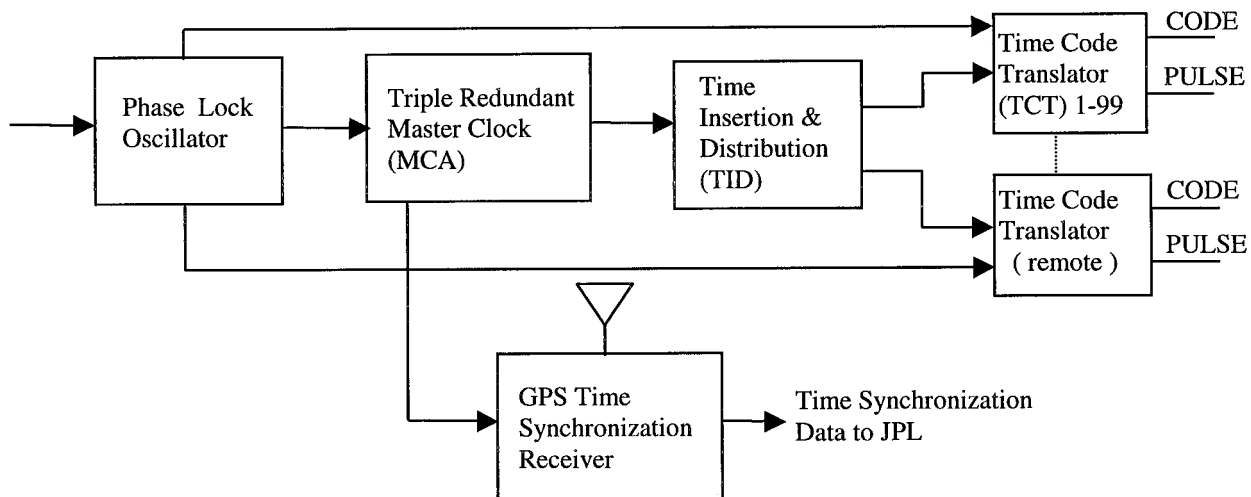 Phase Lock
Oscillator
Triple Redundant
Master Clock
(MCA)
Time
Insertion &
Distribution
(TID)
Time Code
Translator
(TCT) 1-99
CODE
PULSE
Time Code
Translator
( remote )
CODE
PULSE
GPS Time
Synchronization
Receiver
Time Synchronization
Data to JPL